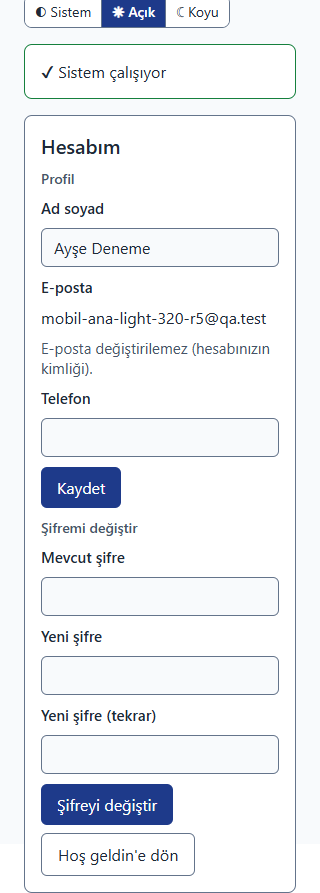 Sistem Açık Koyu
✓ Sistem çalışıyor
Hesabım
Profil
Ad soyad
Ayşe Deneme
E-posta
mobil-ana-light-320-r5@qa.test
E-posta değiştirilemez (hesabınızın
kimliği).
Telefon
Kaydet
Şifremi değiştir
Mevcut şifre
Yeni şifre
Yeni şifre (tekrar)
Şifreyi değiştir
Hoş geldin'e dön